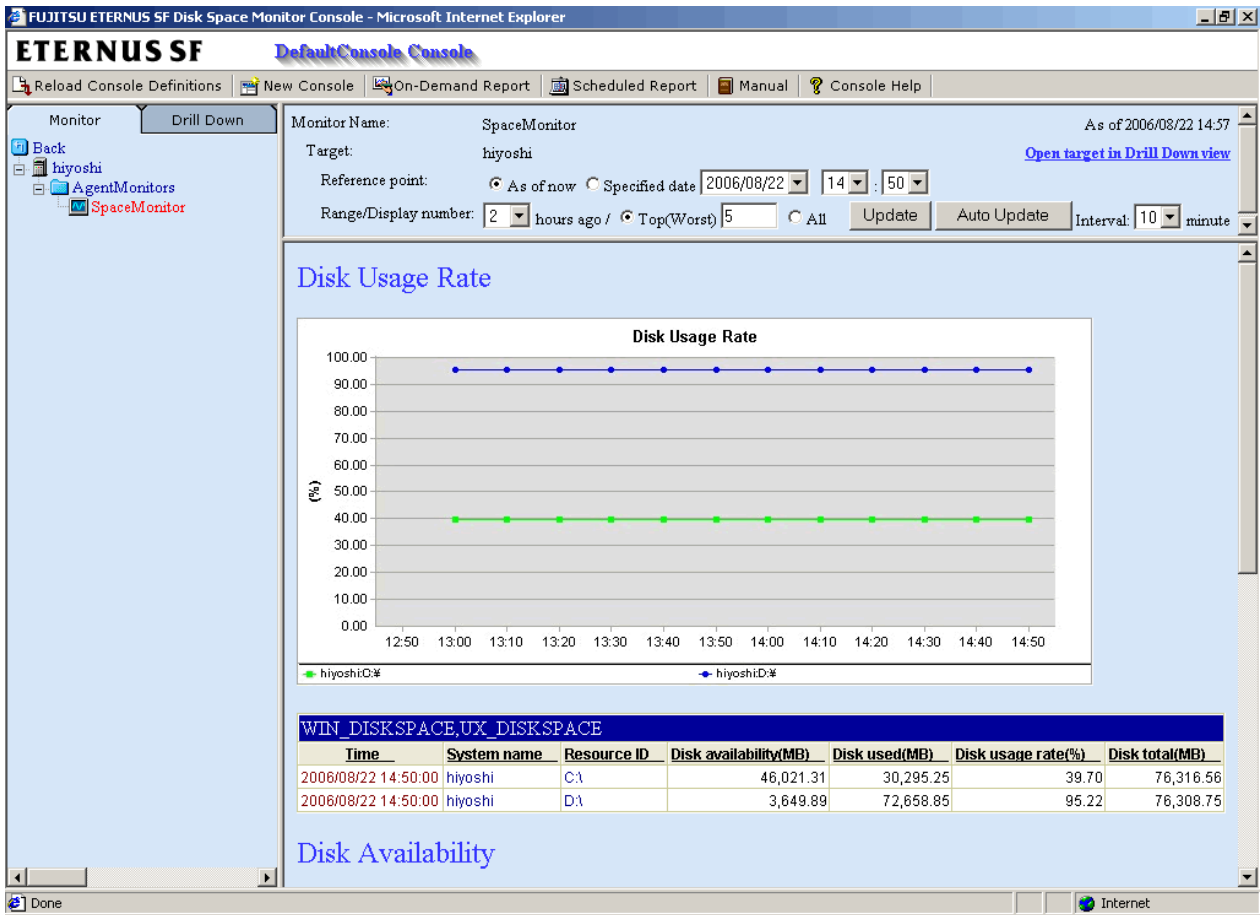 FUJITSU ETERNUS SF Disk Space Monitor Console - Microsoft Internet Explorer
ETERNUS SF DefaultConsole Console
Reload Console Definitions New Console On-Demand Report Scheduled Report Manual Console Help
Monitor Drill Down
Back
hiyoshi
AgentMonitors
SpaceMonitor
Monitor Name: SpaceMonitor As of 2006/08/22 14:57
Target: hiyoshi Open target in Drill Down view
Reference point: As of now Specified date 2006/08/22 14 : 50
Range/Display number: 2 hours ago / Top(Worst) 5 All Update Auto Update Interval: 10 minute
Disk Usage Rate
Disk Usage Rate
100.00
90.00
80.00
70.00
60.00
50.00
40.00
30.00
20.00
10.00
0.00
(%)
12:50 13:00 13:10 13:20 13:30 13:40 13:50 14:00 14:10 14:20 14:30 14:40 14:50
hiyoshi:C:¥ hiyoshi:D:¥
WIN_DISKSPACE,UX_DISKSPACE
Time System name Resource ID Disk availability(MB) Disk used(MB) Disk usage rate(%) Disk total(MB)
2006/08/22 14:50:00 hiyoshi C:\ 46,021.31 30,295.25 39.70 76,316.56
2006/08/22 14:50:00 hiyoshi D:\ 3,649.89 72,658.85 95.22 76,308.75
Disk Availability
Done Internet